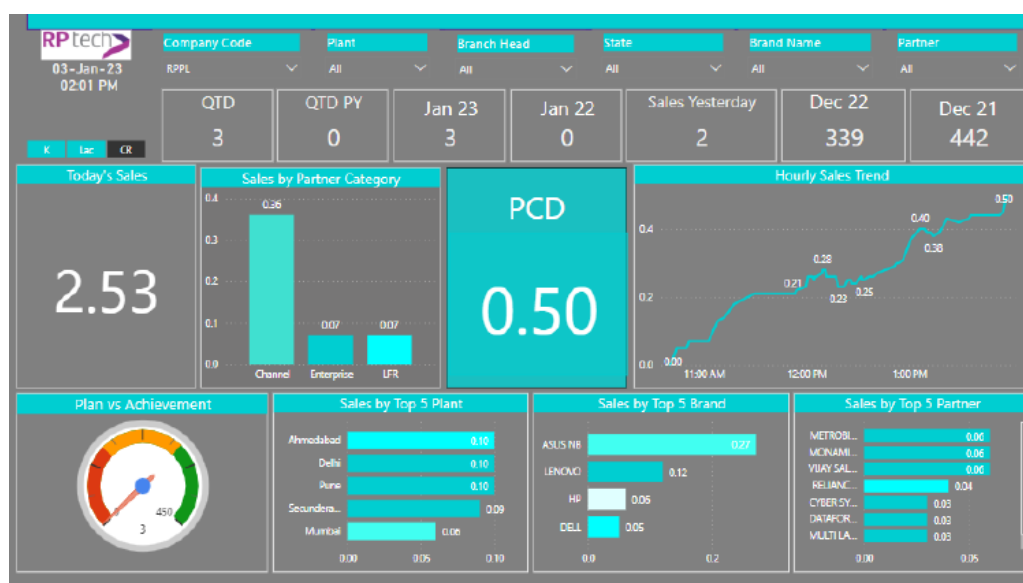 RPtech
03-Jan-23
02:01 PM
K Lac CR
Company Code Plant Branch Head State Brand Name Partner
RPPL All All All All All
QTD QTD PY Jan 23 Jan 22 Sales Yesterday Dec 22 Dec 21
3 0 3 0 2 339 442
Today's Sales
2.53
Sales by Partner Category
0.4
0.3
0.2
0.1
0.0
0.36
0.07
0.07
Channel Enterprise LFR
PCD
0.50
Hourly Sales Trend
0.4
0.2
0.0
0.00
0.21
0.28
0.23
0.25
0.40
0.38
0.50
11:00 AM 12:00 PM 1:00 PM
Plan vs Achievement
3
450
Sales by Top 5 Plant
Ahmedabad 0.10
Delhi 0.10
Pune 0.10
Secundera... 0.09
Mumbai 0.06
0.00 0.05 0.10
Sales by Top 5 Brand
ASUS NB 0.27
LENOVO 0.12
HP 0.06
DELL 0.05
0.0 0.2
Sales by Top 5 Partner
METROBI... 0.06
MONAMI... 0.06
VIJAY SAL... 0.06
RELIANC... 0.04
CYBER SY... 0.03
DATAFOR... 0.03
MULTI LA... 0.03
0.00 0.05